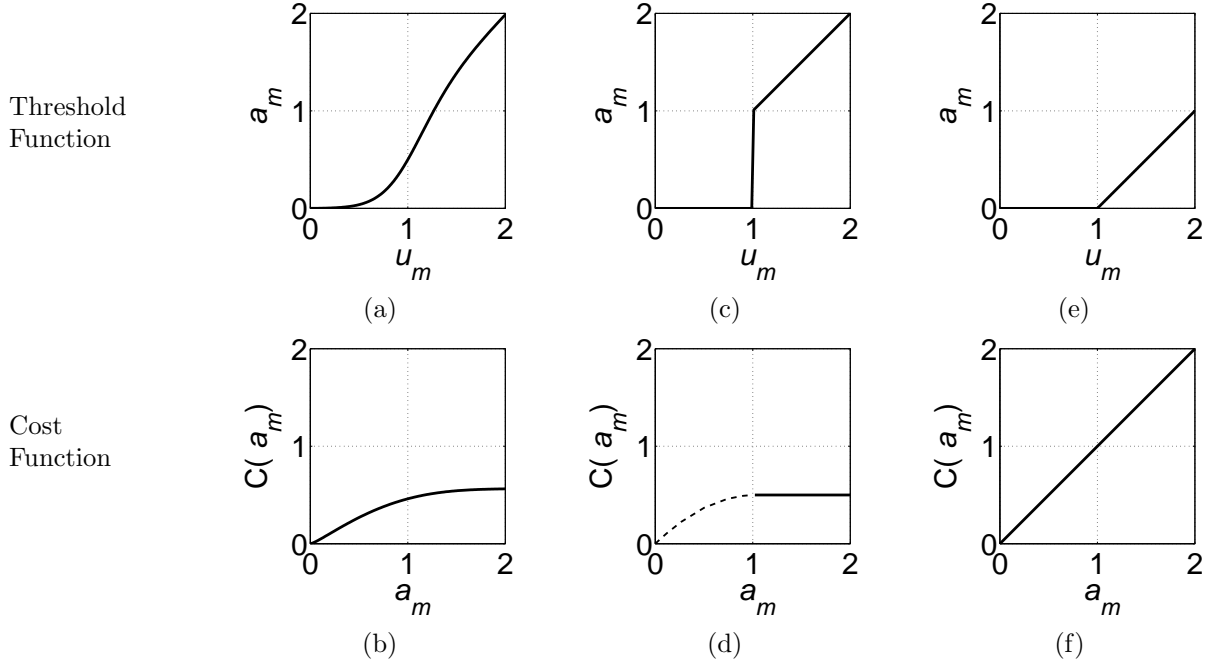 Threshold
Function
a_m
2
1
0
0 1 2
u_m
(a)
a_m
2
1
0
0 1 2
u_m
(c)
a_m
2
1
0
0 1 2
u_m
(e)
Cost
Function
C( a_m)
2
1
0
0 1 2
a_m
(b)
C( a_m)
2
1
0
0 1 2
a_m
(d)
C( a_m)
2
1
0
0 1 2
a_m
(f)